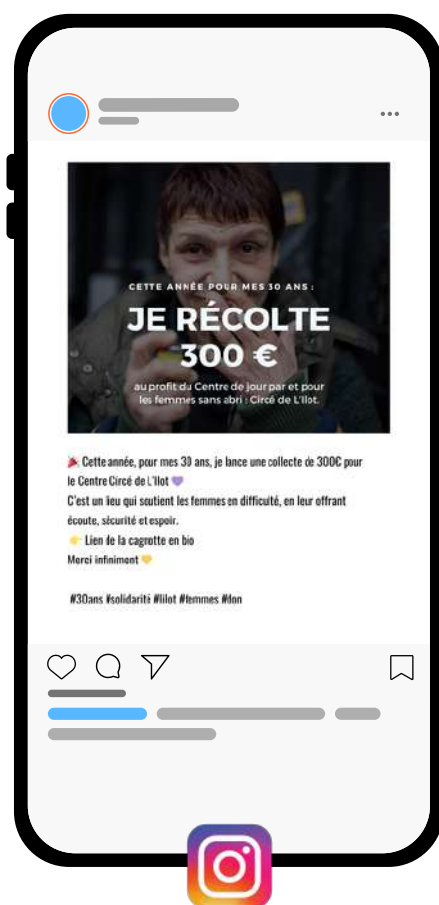 CETTE ANNÉE POUR MES 30 ANS :
JE RÉCOLTE
300 €
au profit du Centre de jour par et pour
les femmes sans abri : Circé de L'Ilot.
🎉 Cette année, pour mes 30 ans, je lance une collecte de 300€ pour
le Centre Circé de L'Ilot 💜
C'est un lieu qui soutient les femmes en difficulté, en leur offrant
écoute, sécurité et espoir.
👉 Lien de la cagnotte en bio
Merci infiniment 💛
#30ans #solidarité #lilot #femmes #don